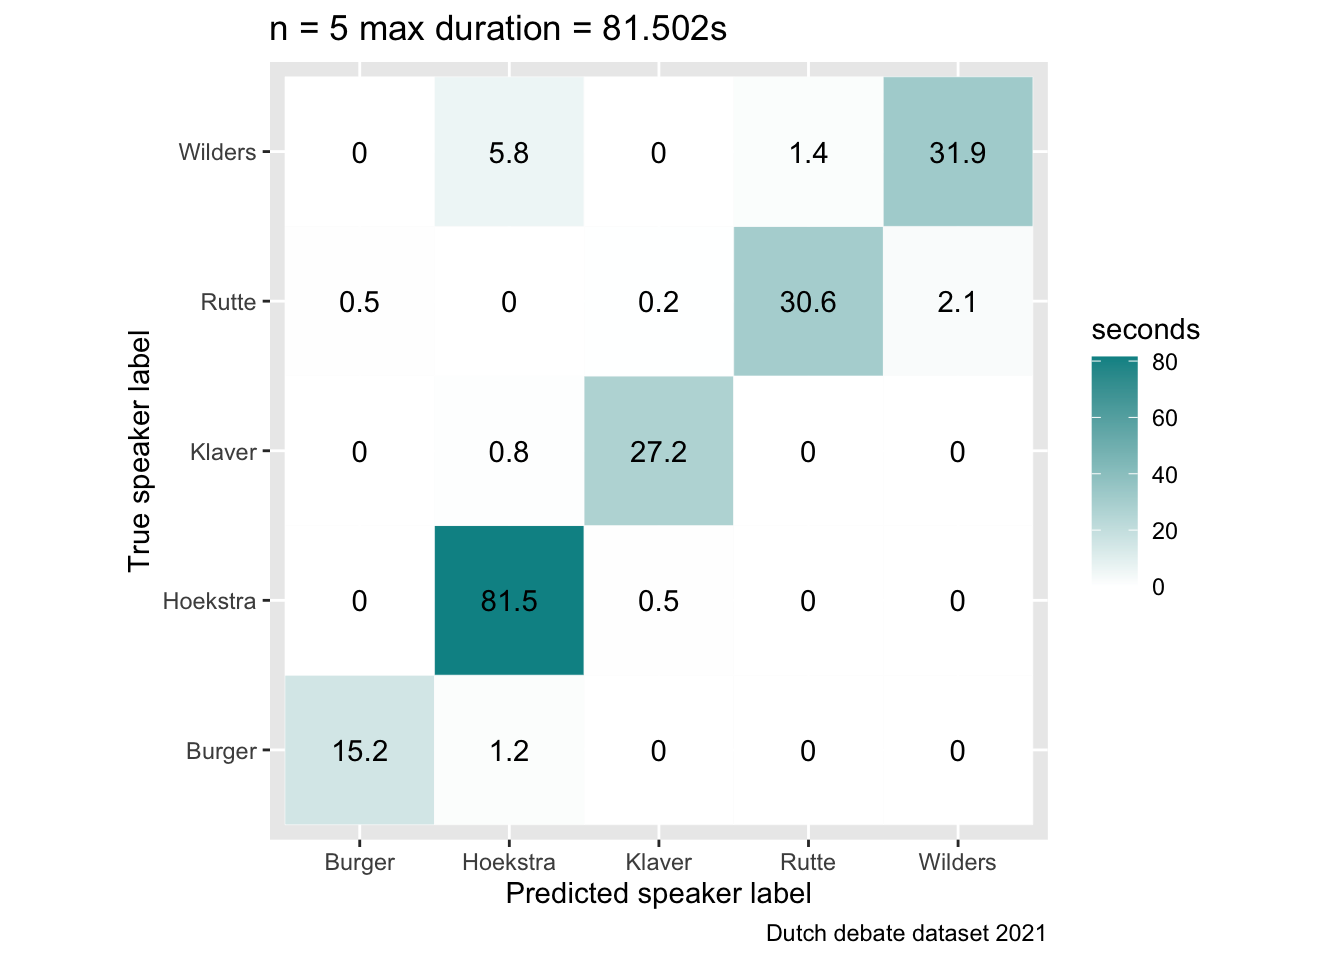 n = 5 max duration = 81.502s
Wilders 0 5.8 0 1.4 31.9
Rutte 0.5 0 0.2 30.6 2.1
Klaver 0 0.8 27.2 0 0
Hoekstra 0 81.5 0.5 0 0
Burger 15.2 1.2 0 0 0
Burger Hoekstra Klaver Rutte Wilders
True speaker label
Predicted speaker label
seconds
80
60
40
20
0
Dutch debate dataset 2021